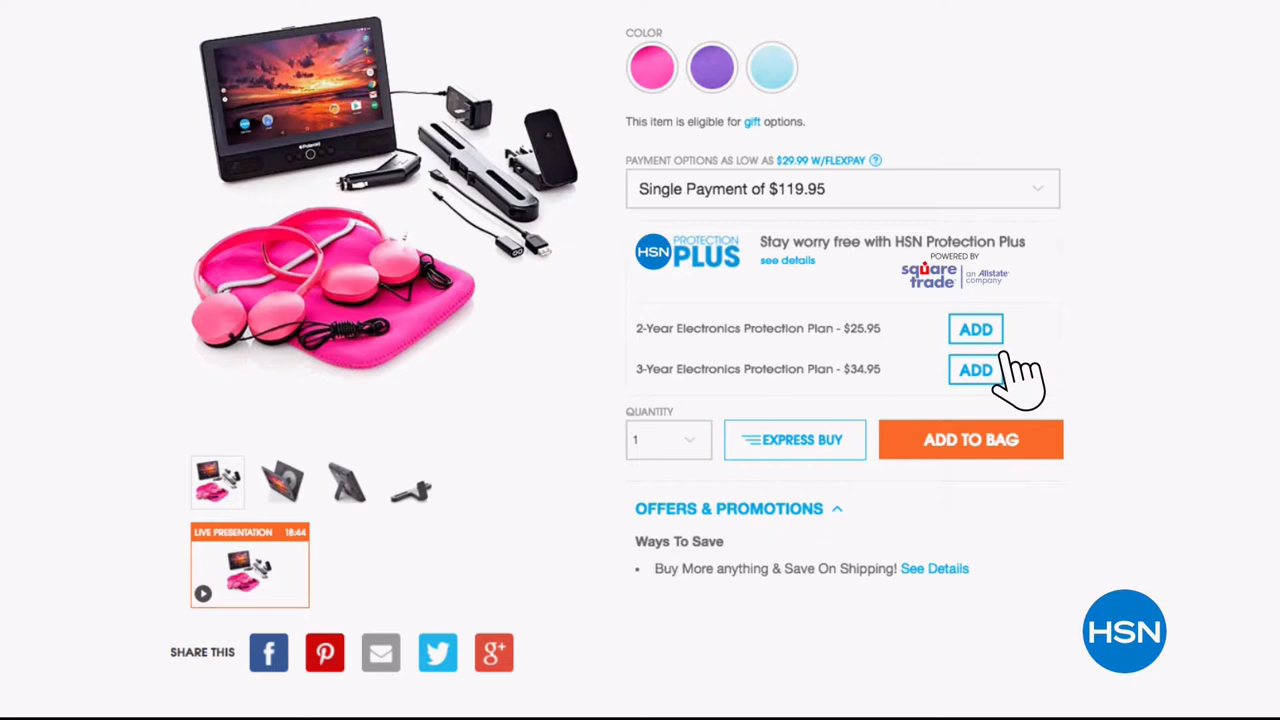 COLOR
This item is eligible for gift options.
PAYMENT OPTIONS AS LOW AS $29.99 W/FLEXPAY ?
Single Payment of $119.95
HSN PROTECTION PLUS
Stay worry free with HSN Protection Plus
see details
POWERED BY
square trade an Allstate company
2-Year Electronics Protection Plan - $25.95 ADD
3-Year Electronics Protection Plan - $34.95 ADD
QUANTITY
1 EXPRESS BUY ADD TO BAG
OFFERS & PROMOTIONS
Ways To Save
• Buy More anything & Save On Shipping! See Details
Polaroid
LIVE PRESENTATION 18:44
SHARE THIS f g+
HSN